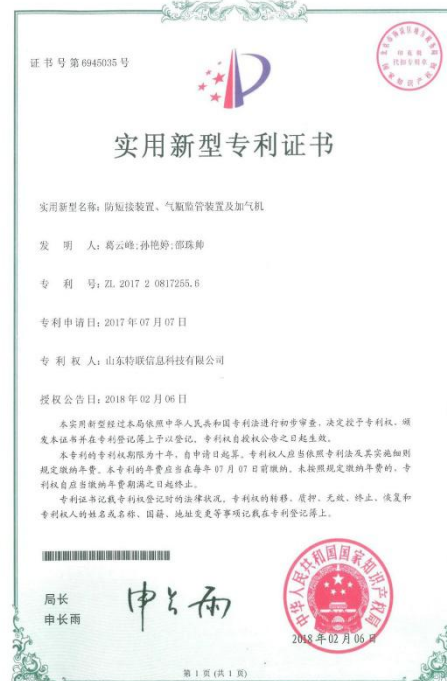 证书号第6945035号
实用新型专利证书
实用新型名称：防短接装置、气瓶监管装置及加气机
发 明 人：葛云峰;孙艳婷;邵珠帅
专 利 号：ZL 2017 2 0817255.6
专利申请日：2017年07月07日
专 利 权 人：山东特联信息科技有限公司
授权公告日：2018年02月06日
本实用新型经过本局依照中华人民共和国专利法进行初步审查，决定授予专利权，颁
发本证书并在专利登记簿上予以登记。专利权自授权公告之日起生效。
本专利的专利权期限为十年，自申请日起算。专利权人应当依照专利法及其实施细则
规定缴纳年费。本专利的年费应当在每年07月07日前缴纳。未按照规定缴纳年费的，专
利权自应当缴纳年费期满之日起终止。
专利证书记载专利权登记时的法律状况。专利权的转移、质押、无效、终止、恢复和
专利权人的姓名或名称、国籍、地址变更等事项记载在专利登记簿上。
局长
申长雨
申长雨
中华人民共和国国家知识产权局
2018年02月06日
第 1 页 (共 1 页)